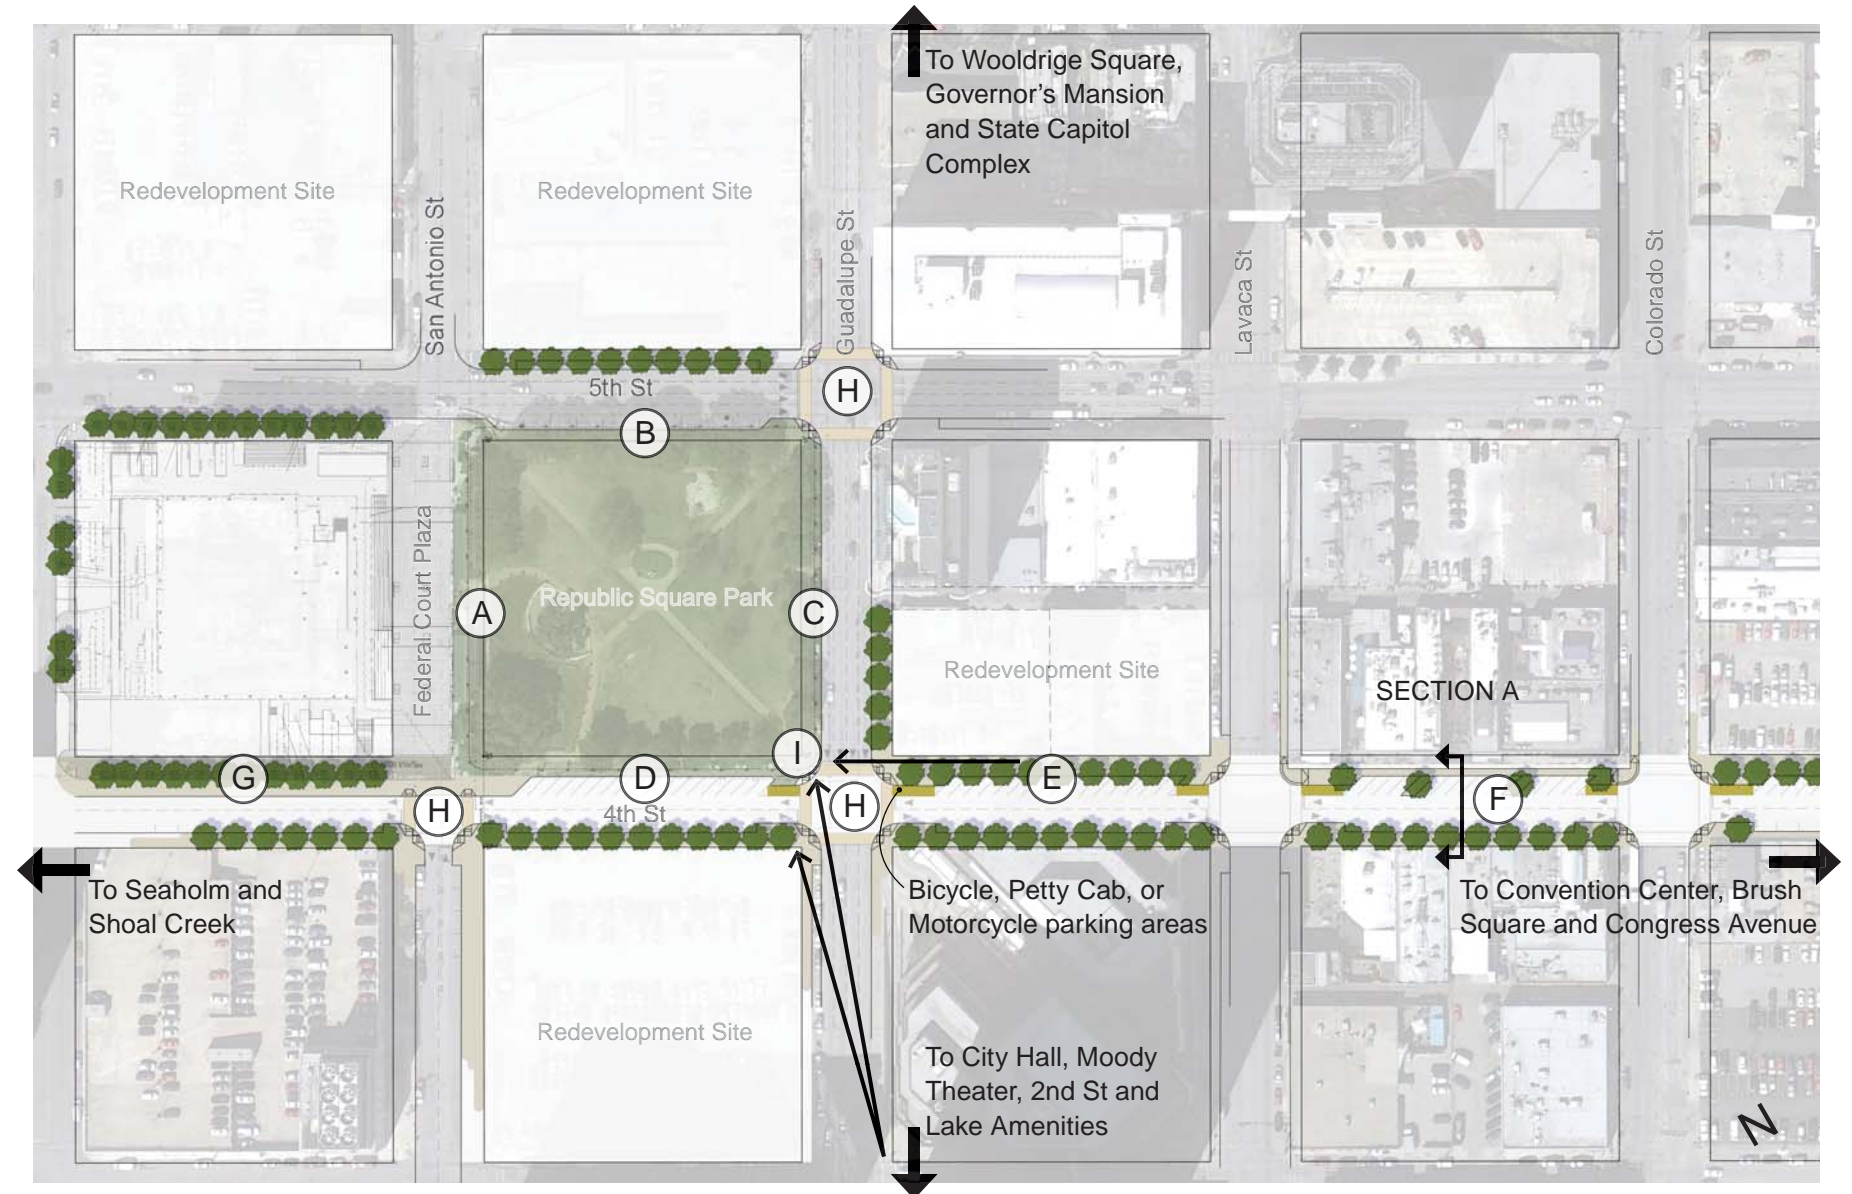 To Wooldrige Square,
Governor's Mansion
and State Capitol
Complex
Redevelopment Site
Redevelopment Site
San Antonio St
Guadalupe St
Lavaca St
Colorado St
5th St
H
B
Federal Court Plaza
A
Republic Square Park
C
Redevelopment Site
SECTION A
I
G
D
E
F
H
4th St
H
To Seaholm and
Shoal Creek
Bicycle, Petty Cab, or
Motorcycle parking areas
To Convention Center, Brush
Square and Congress Avenue
Redevelopment Site
To City Hall, Moody
Theater, 2nd St and
Lake Amenities
N